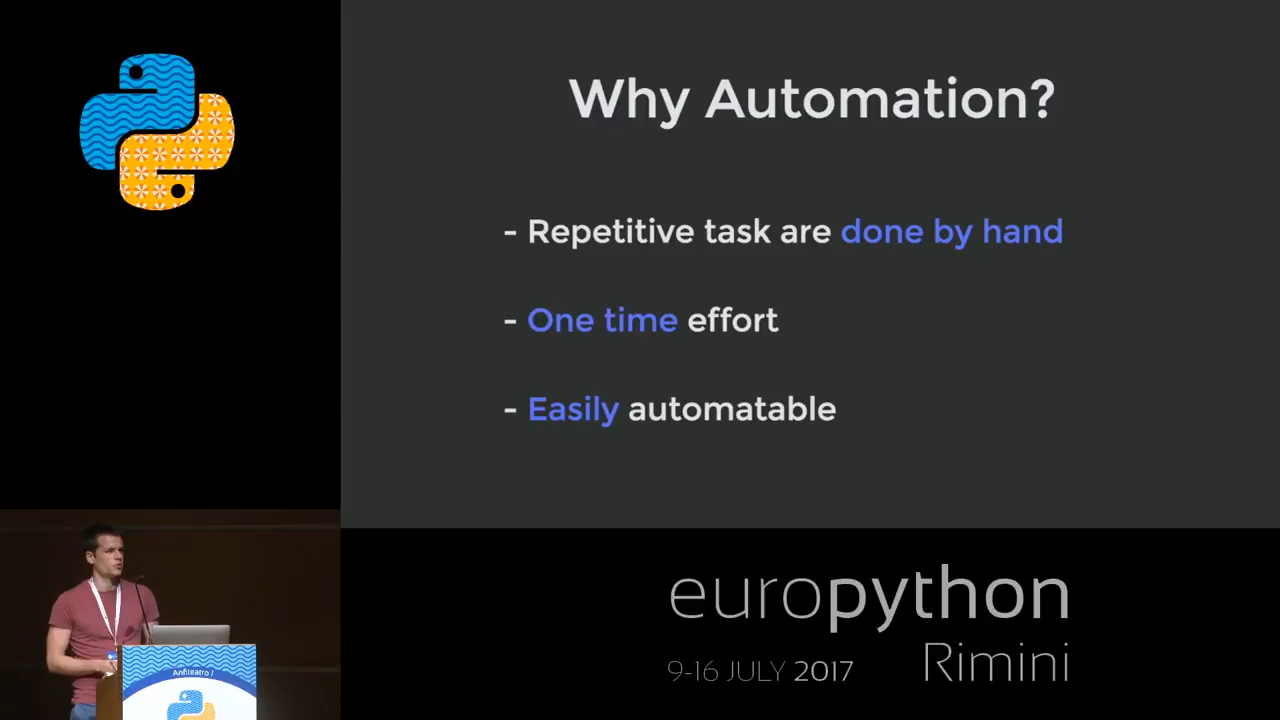 Why Automation?
- Repetitive task are done by hand
- One time effort
- Easily automatable
europython
Rimini
9-16 JULY 2017
Anfiteatro /